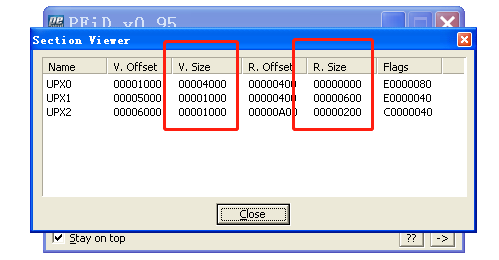 PEiD v0.95
Section Viewer
Name V. Offset V. Size R. Offset R. Size Flags
UPX0 00001000 00004000 00000400 00000000 E0000080
UPX1 00005000 00001000 00000400 00000600 E0000040
UPX2 00006000 00001000 00000A00 00000200 C0000040
Close
Stay on top ?? ->